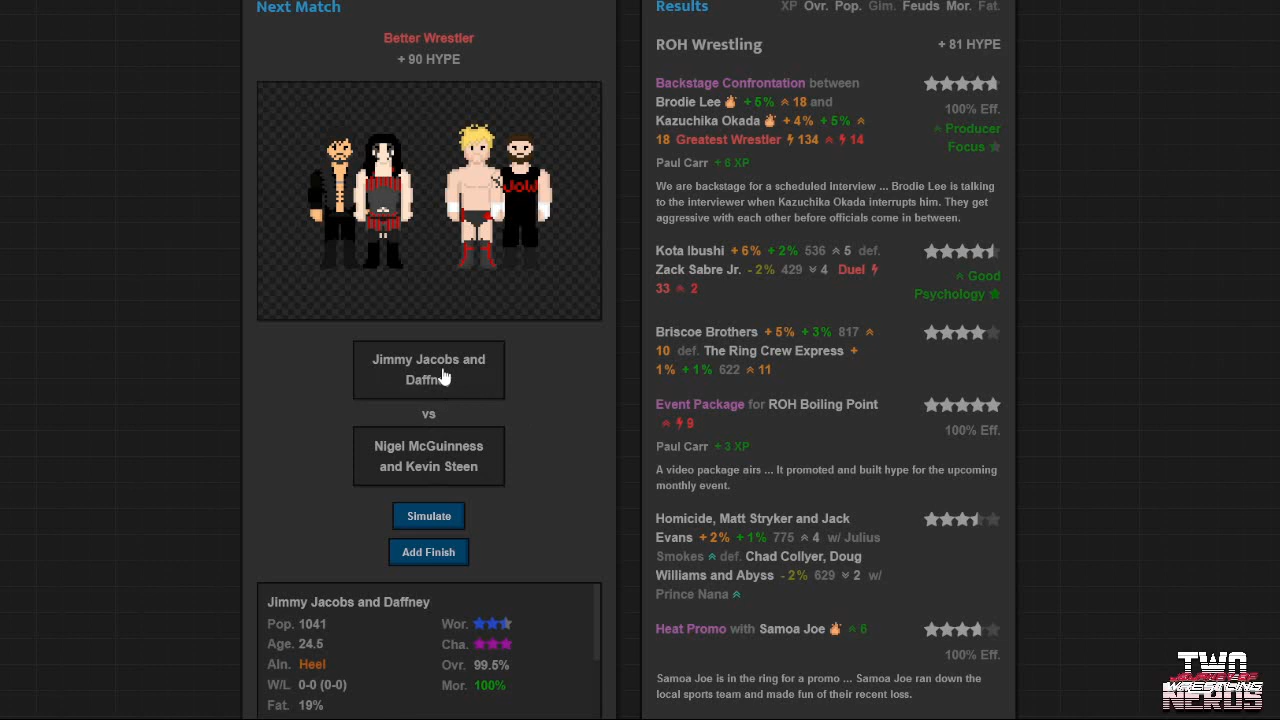 Next Match
Better Wrestler
+ 90 HYPE
JOW
Jimmy Jacobs and
Daffney
vs
Nigel McGuinness
and Kevin Steen
Simulate
Add Finish
Jimmy Jacobs and Daffney
Pop. 1041
Wor.
Age. 24.5
Cha.
Aln. Heel
Ovr. 99.5%
W/L 0-0 (0-0)
Mor. 100%
Fat. 19%
Results
XP Ovr. Pop. Gim. Feuds Mor. Fat.
ROH Wrestling
+ 81 HYPE
Backstage Confrontation between
Brodie Lee + 5% 18 and
Kazuchika Okada + 4% + 5%
18 Greatest Wrestler 134 14
Paul Carr + 6 XP
100% Eff.
Producer
Focus
We are backstage for a scheduled interview ... Brodie Lee is talking
to the interviewer when Kazuchika Okada interrupts him. They get
aggressive with each other before officials come in between.
Kota Ibushi + 6% + 2% 536 5 def.
Zack Sabre Jr. - 2% 429 4 Duel
33 2
Good
Psychology
Briscoe Brothers + 5% + 3% 817
10 def. The Ring Crew Express +
1% + 1% 622 11
Event Package for ROH Boiling Point
9
Paul Carr + 3 XP
100% Eff.
A video package airs ... It promoted and built hype for the upcoming
monthly event.
Homicide, Matt Stryker and Jack
Evans + 2% + 1% 775 4 w/ Julius
Smokes def. Chad Collyer, Doug
Williams and Abyss - 2% 629 2 w/
Prince Nana
Heat Promo with Samoa Joe 6
100% Eff.
Samoa Joe is in the ring for a promo ... Samoa Joe ran down the
local sports team and made fun of their recent loss.
TWO
NERDS